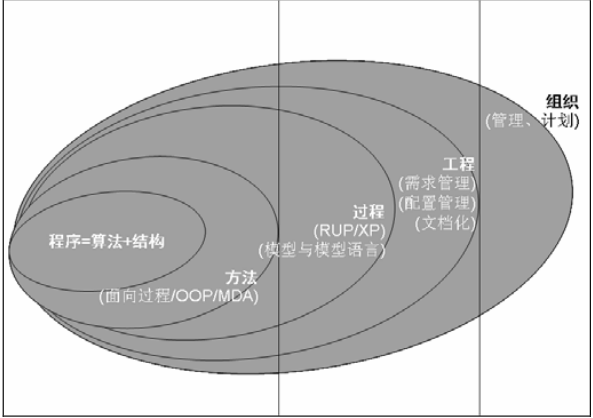 组织
(管理、计划)
工程
(需求管理)
(配置管理)
(文档化)
过程
(RUP/XP)
(模型与模型语言)
程序=算法+结构
方法
(面向过程/OOP/MDA)